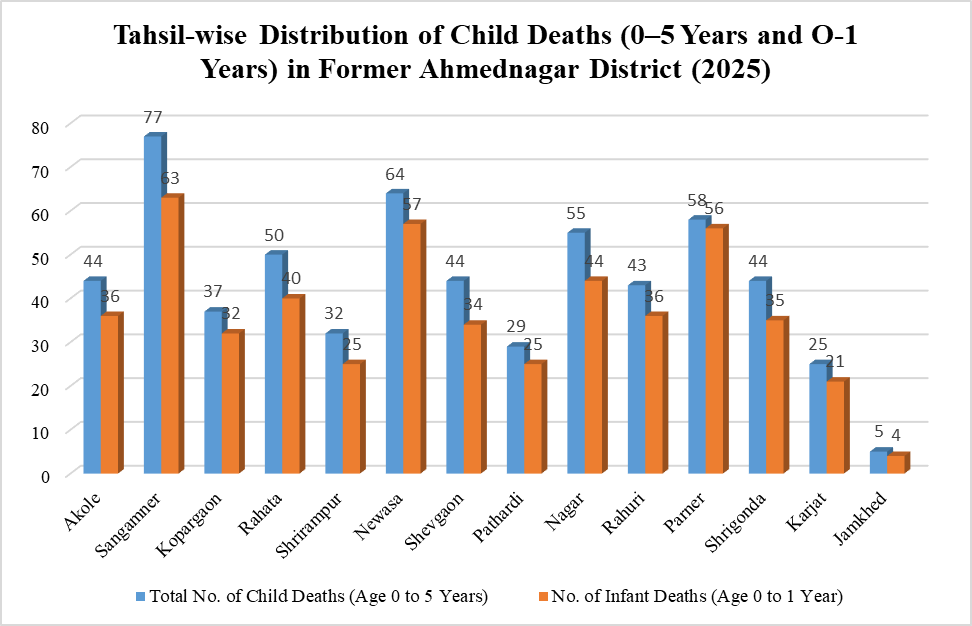 Tahsil-wise Distribution of Child Deaths (0–5 Years and O-1
Years) in Former Ahmednagar District (2025)
80
70
60
50
40
30
20
10
0
44
36
77
63
37
32
50
40
32
25
64
57
44
34
29
25
55
44
43
36
58
56
44
35
25
21
5
4
Akole
Sangamner
Kopargaon
Rahata
Shrirampur
Newasa
Shevgaon
Pathardi
Nagar
Rahuri
Parner
Shrigonda
Karjat
Jamkhed
Total No. of Child Deaths (Age 0 to 5 Years)
No. of Infant Deaths (Age 0 to 1 Year)